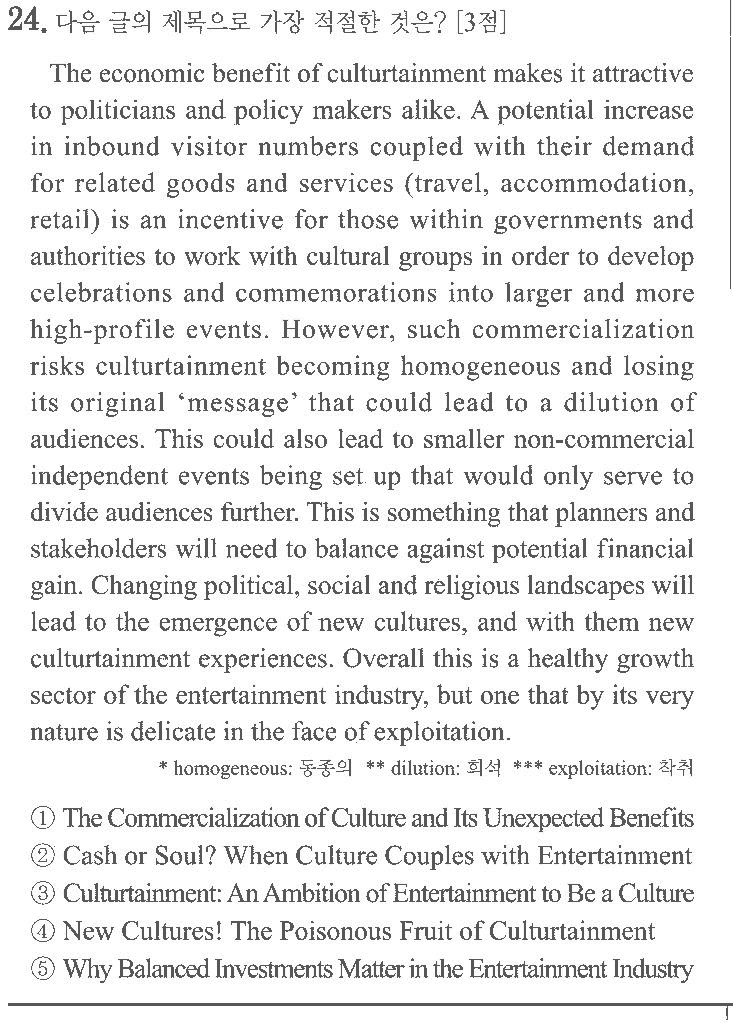 24. 다음 글의 제목으로 가장 적절한 것은? [3점]
The economic benefit of culturtainment makes it attractive
to politicians and policy makers alike. A potential increase
in inbound visitor numbers coupled with their demand
for related goods and services (travel, accommodation,
retail) is an incentive for those within governments and
authorities to work with cultural groups in order to develop
celebrations and commemorations into larger and more
high-profile events. However, such commercialization
risks culturtainment becoming homogeneous and losing
its original ‘message’ that could lead to a dilution of
audiences. This could also lead to smaller non-commercial
independent events being set up that would only serve to
divide audiences further. This is something that planners and
stakeholders will need to balance against potential financial
gain. Changing political, social and religious landscapes will
lead to the emergence of new cultures, and with them new
culturtainment experiences. Overall this is a healthy growth
sector of the entertainment industry, but one that by its very
nature is delicate in the face of exploitation.
* homogeneous: 동종의 ** dilution: 희석 *** exploitation: 착취
① The Commercialization of Culture and Its Unexpected Benefits
② Cash or Soul? When Culture Couples with Entertainment
③ Culturtainment: An Ambition of Entertainment to Be a Culture
④ New Cultures! The Poisonous Fruit of Culturtainment
⑤ Why Balanced Investments Matter in the Entertainment Industry